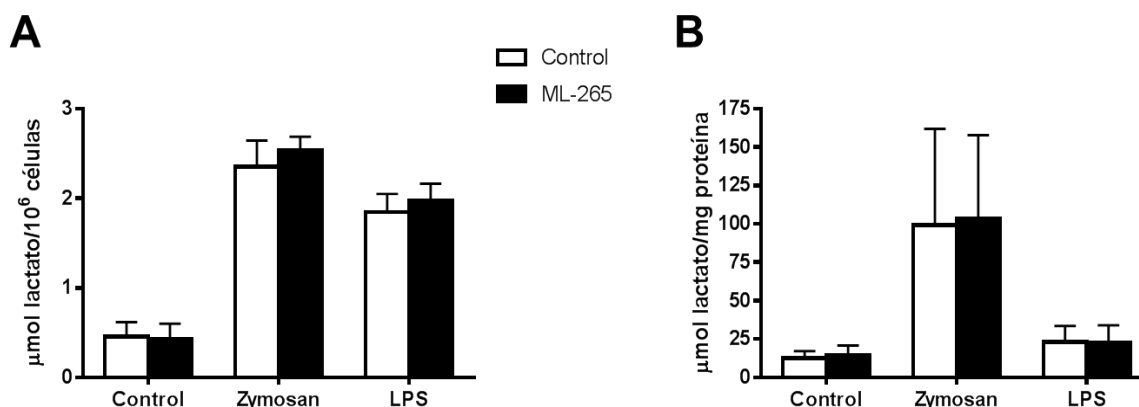 A
Control
ML-265
μmol lactato/10⁶ células
3
2
1
0
Control Zymosan LPS
B
μmol lactato/mg proteína
175
150
125
100
75
50
25
0
Control Zymosan LPS